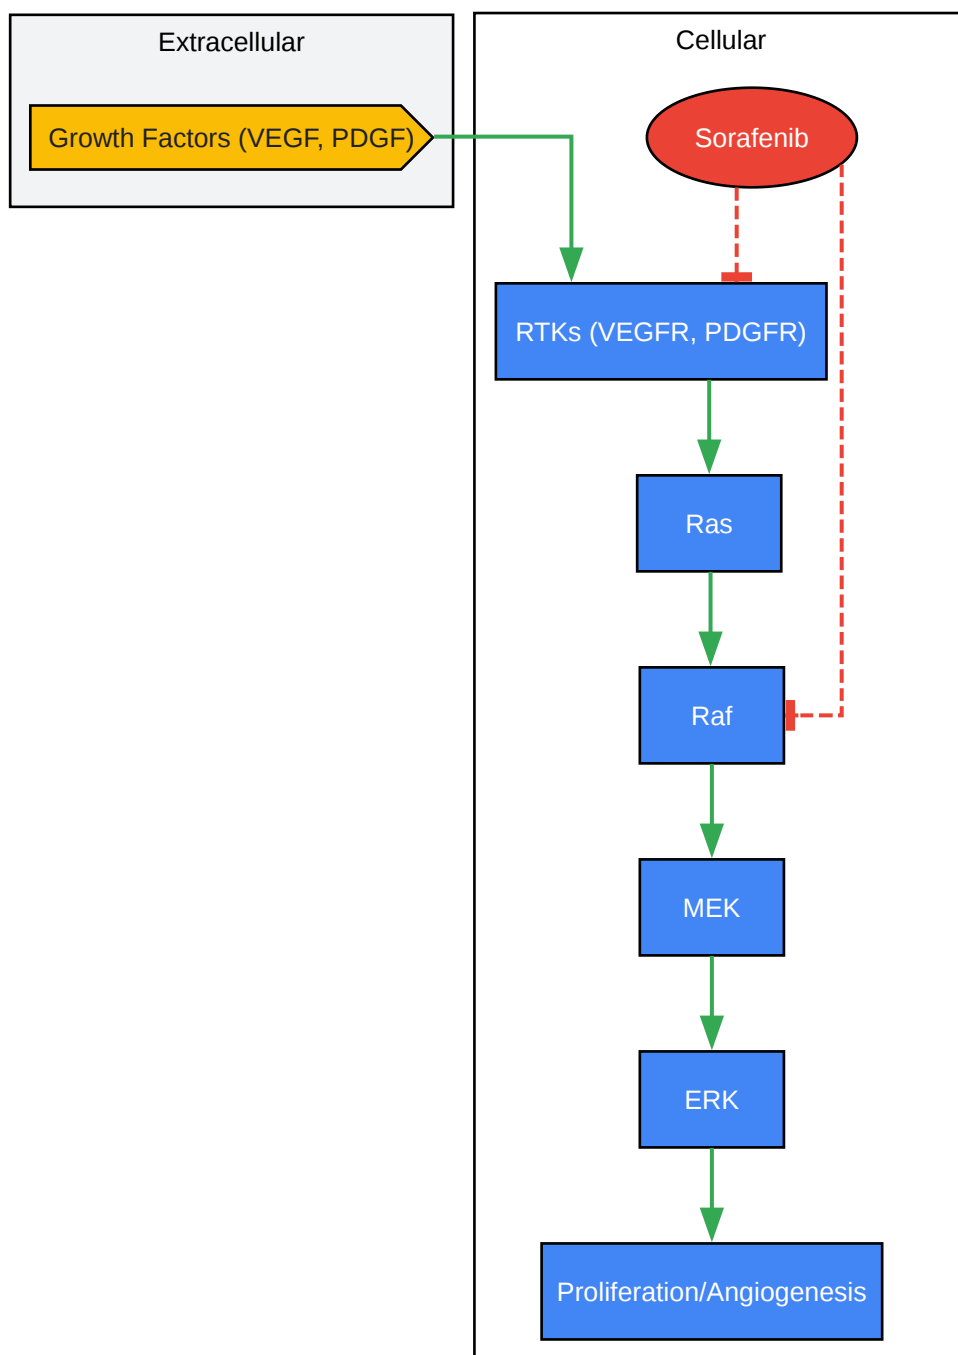 Extracellular
Growth Factors (VEGF, PDGF)
Cellular
Sorafenib
RTKs (VEGFR, PDGFR)
Ras
Raf
MEK
ERK
Proliferation/Angiogenesis